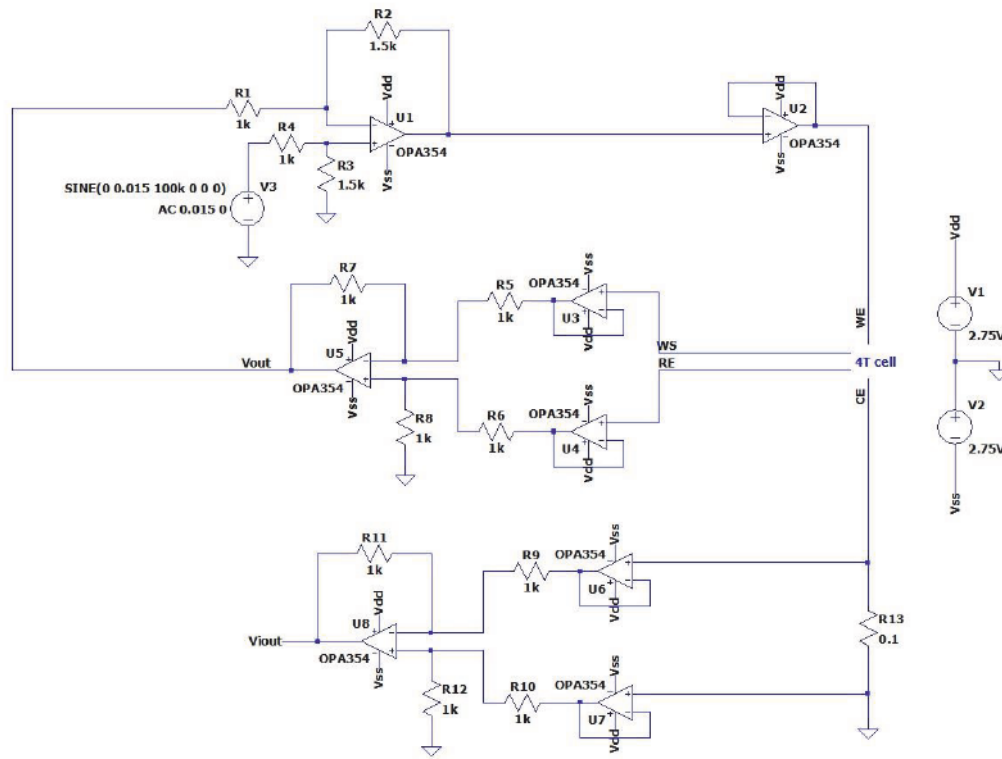 R2
1.5k
Vdd
R1
1k
U1
R4
1k
OPA354
R3
1.5k
Vss
V3
SINE(0 0.015 100k 0 0 0)
AC 0.015 0
Vdd
U2
OPA354
Vss
R7
1k
Vdd
U5
Vout
OPA354
Vss
R8
1k
R5
1k
OPA354
Vss
U3
Vdd
WS
RE
R6
1k
OPA354
Vss
U4
Vdd
WE
4T cell
CE
Vdd
V1
2.75V
V2
2.75V
Vss
R11
1k
Vdd
U8
Viout
OPA354
Vss
R12
1k
R9
1k
OPA354
Vss
U6
Vdd
R10
1k
OPA354
Vss
U7
Vdd
R13
0.1